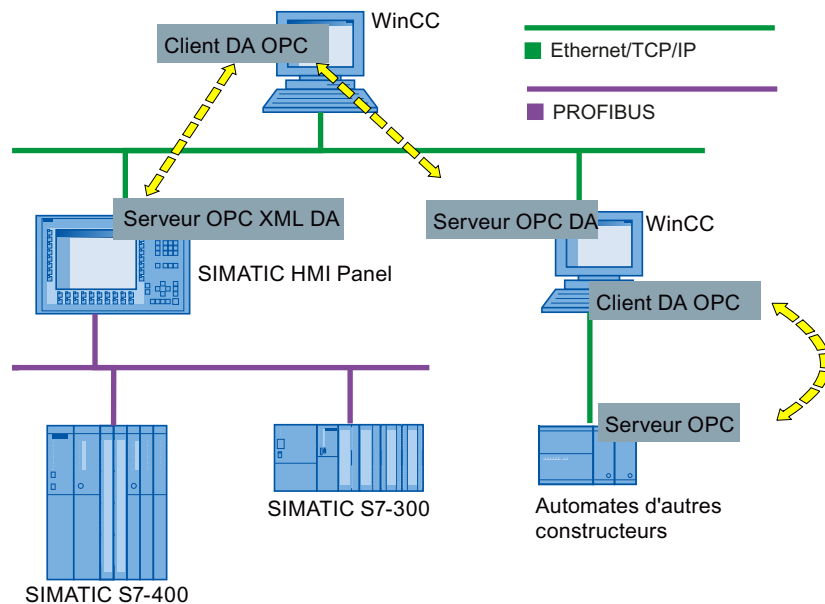 WinCC
Client DA OPC
Ethernet/TCP/IP
PROFIBUS
Serveur OPC XML DA
Serveur OPC DA
WinCC
SIMATIC HMI Panel
Client DA OPC
Serveur OPC
SIMATIC S7-300
Automates d'autres
constructeurs
SIMATIC S7-400